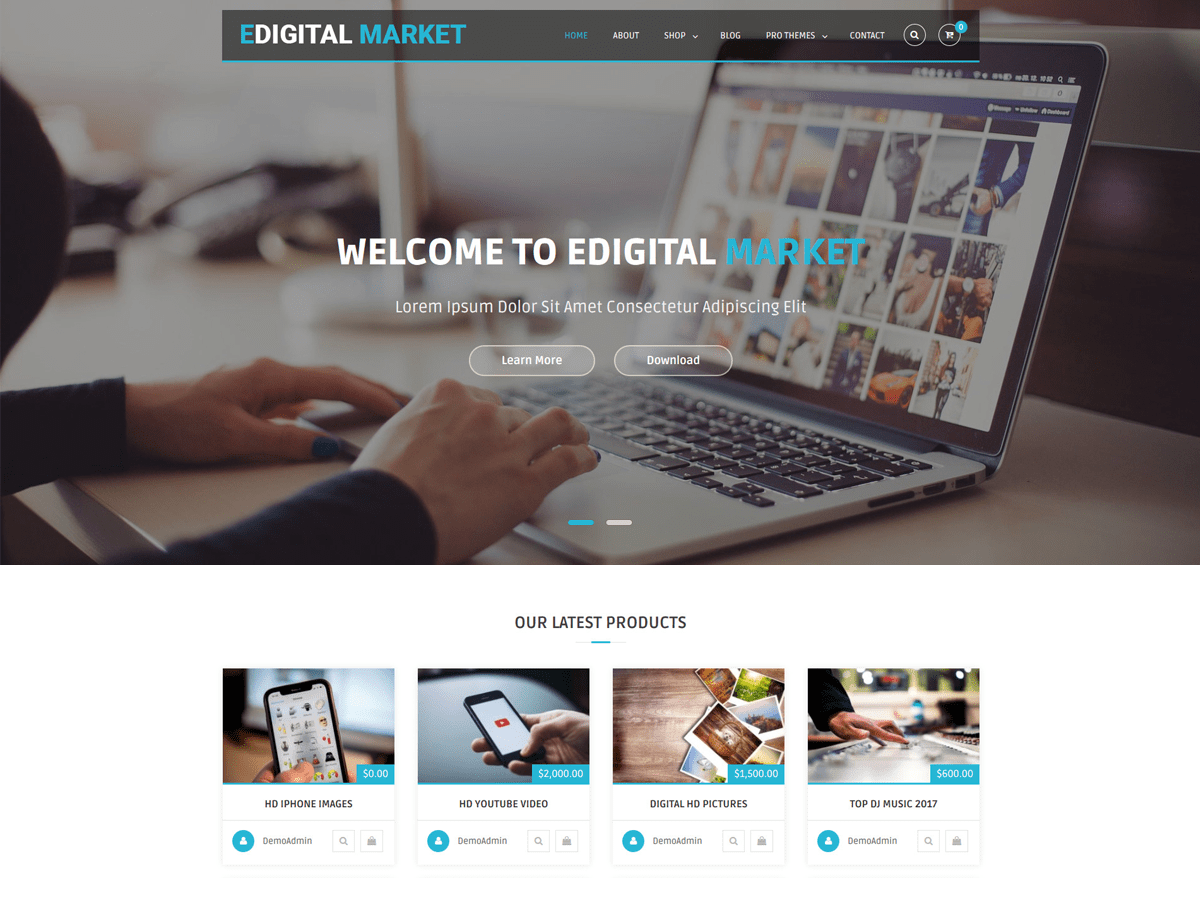 EDIGITAL MARKET
HOME ABOUT SHOP BLOG PRO THEMES CONTACT 0
WELCOME TO EDIGITAL MARKET
Lorem Ipsum Dolor Sit Amet Consectetur Adipiscing Elit
Learn More Download
OUR LATEST PRODUCTS
$0.00 $2,000.00 $1,500.00 $600.00
HD IPHONE IMAGES HD YOUTUBE VIDEO DIGITAL HD PICTURES TOP DJ MUSIC 2017
DemoAdmin DemoAdmin DemoAdmin DemoAdmin